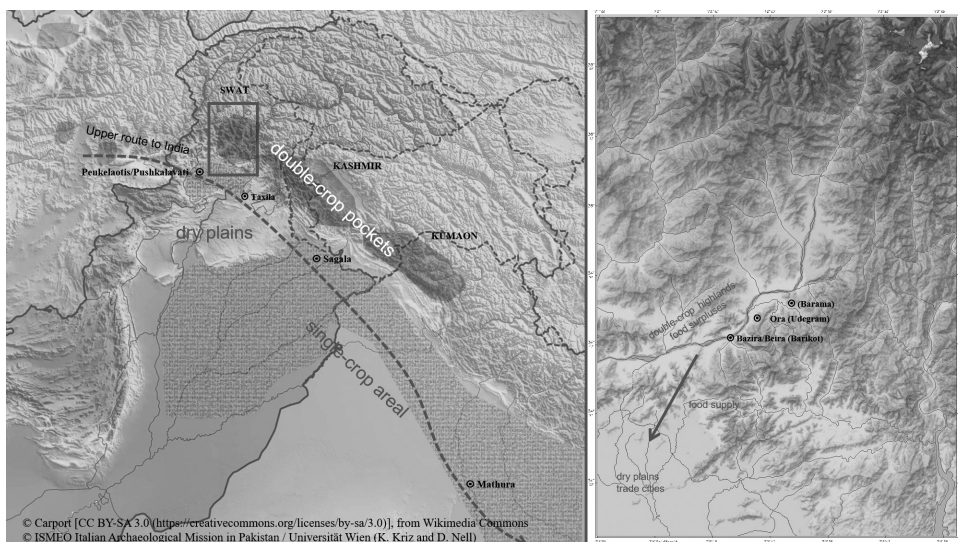 SWAT
Upper route to India
KASHMIR
Peukelaotis/Pushkalavati
Taxila
double-crop pockets
dry plains
KUMAON
Sagala
single-crop areal
Mathura
© Carport [CC BY-SA 3.0 (https://creativecommons.org/licenses/by-sa/3.0)], from Wikimedia Commons
© ISMEO Italian Archaeological Mission in Pakistan / Universität Wien (K. Kriz and D. Nell)
double-crop highlands
food surpluses
(Barama)
Ora (Udegram)
Bazira/Beira (Barikot)
food supply
dry plains
trade cities